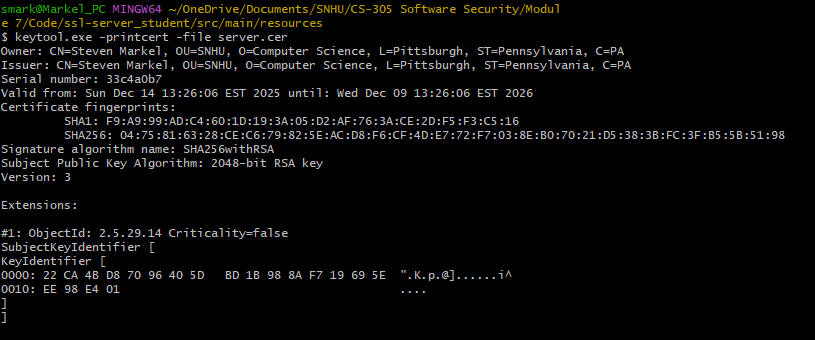 smark@Markel_PC MINGW64 ~/OneDrive/Documents/SNHU/CS-305 Software Security/Modul
e 7/Code/ssl-server_student/src/main/resources
$ keytool.exe -printcert -file server.cer
Owner: CN=Steven Markel, OU=SNHU, O=Computer Science, L=Pittsburgh, ST=Pennsylvania, C=PA
Issuer: CN=Steven Markel, OU=SNHU, O=Computer Science, L=Pittsburgh, ST=Pennsylvania, C=PA
Serial number: 33c4a0b7
Valid from: Sun Dec 14 13:26:06 EST 2025 until: Wed Dec 09 13:26:06 EST 2026
Certificate fingerprints:
SHA1: F9:A9:99:AD:C4:60:1D:19:3A:05:D2:AF:76:3A:CE:2D:F5:F3:C5:16
SHA256: 04:75:81:63:28:CE:C6:79:82:5E:AC:D8:F6:CF:4D:E7:72:F7:03:8E:B0:70:21:D5:38:3B:FC:3F:B5:5B:51:98
Signature algorithm name: SHA256withRSA
Subject Public Key Algorithm: 2048-bit RSA key
Version: 3
Extensions:
#1: ObjectId: 2.5.29.14 Criticality=false
SubjectKeyIdentifier [
KeyIdentifier [
0000: 22 CA 4B D8 70 96 40 5D   BD 1B 98 8A F7 19 69 5E  ".K.p.@]......i^
0010: EE 98 E4 01                                        ....
]
]